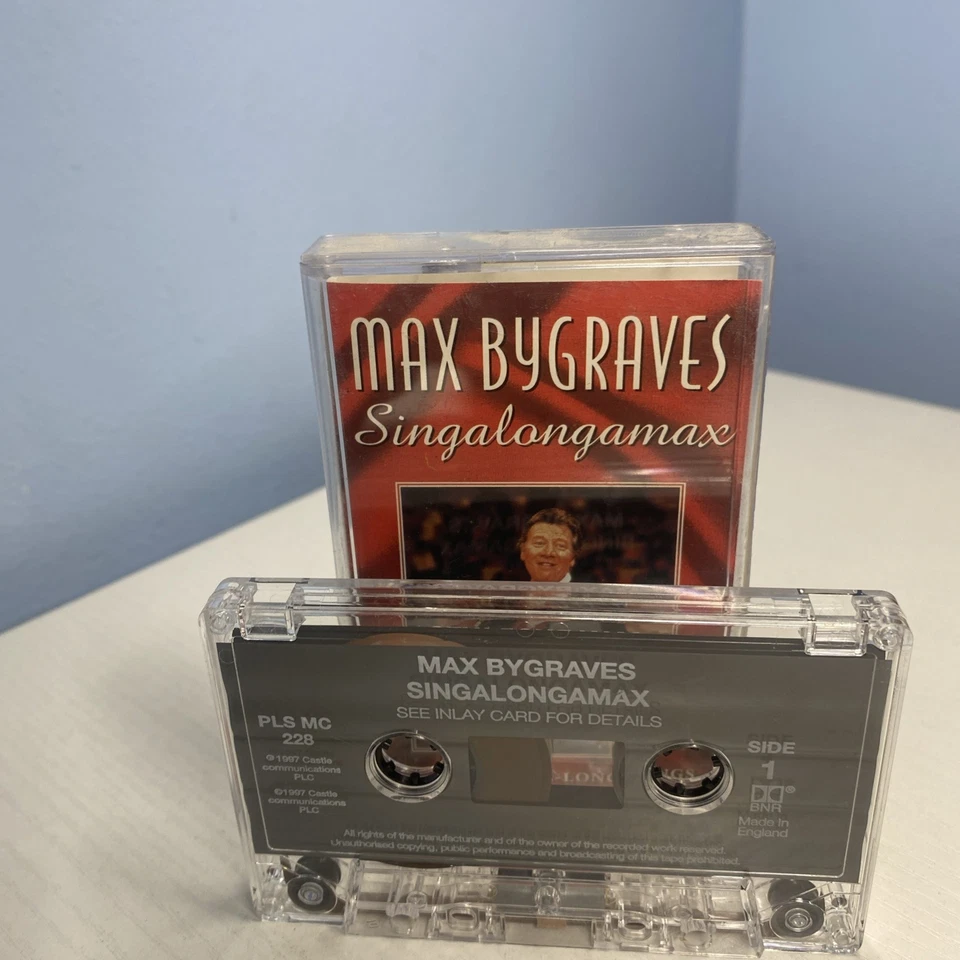 MAX BYGRAVES
Singalongamax
MAX BYGRAVES
SINGALONGAMAX
SEE INLAY CARD FOR DETAILS
PLS MC
228
℗1997 Castle
communications
PLC
©1997 Castle
communications
PLC
-LONG
GS
SIDE
1
BNR
Made in
England
All rights of the manufacturer and of the owner of the recorded work reserved.
Unauthorised copying, public performance and broadcasting of this tape prohibited.